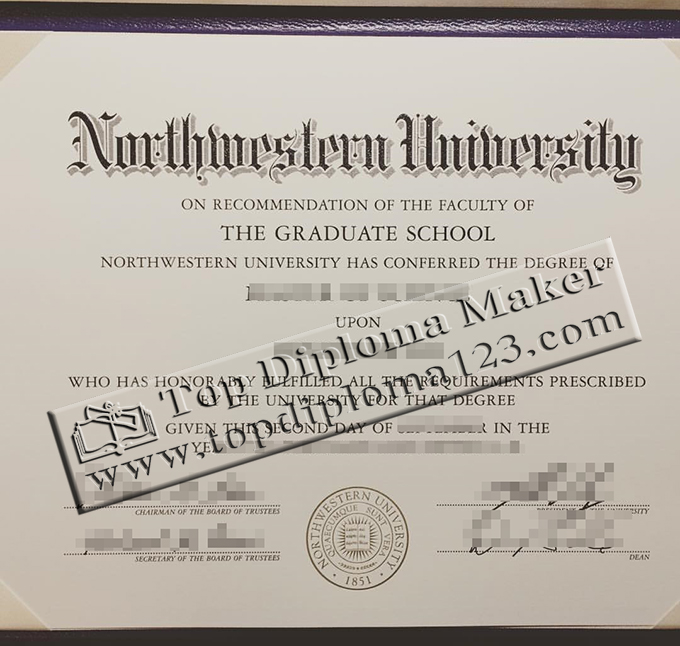 Northwestern University
ON RECOMMENDATION OF THE FACULTY OF
THE GRADUATE SCHOOL
NORTHWESTERN UNIVERSITY HAS CONFERRED THE DEGREE OF
UPON
WHO HAS HONORABLY FULFILLED ALL THE REQUIREMENTS PRESCRIBED
BY THE UNIVERSITY FOR THAT DEGREE
GIVEN THIS SECOND DAY OF SEPTEMBER IN THE
Top Diploma Maker
www.topdiploma123.com
CHAIRMAN OF THE BOARD OF TRUSTEES
SECRETARY OF THE BOARD OF TRUSTEES
DEAN
NORTHWESTERN UNIVERSITY
QUAECUMQUE SUNT VERA
1851